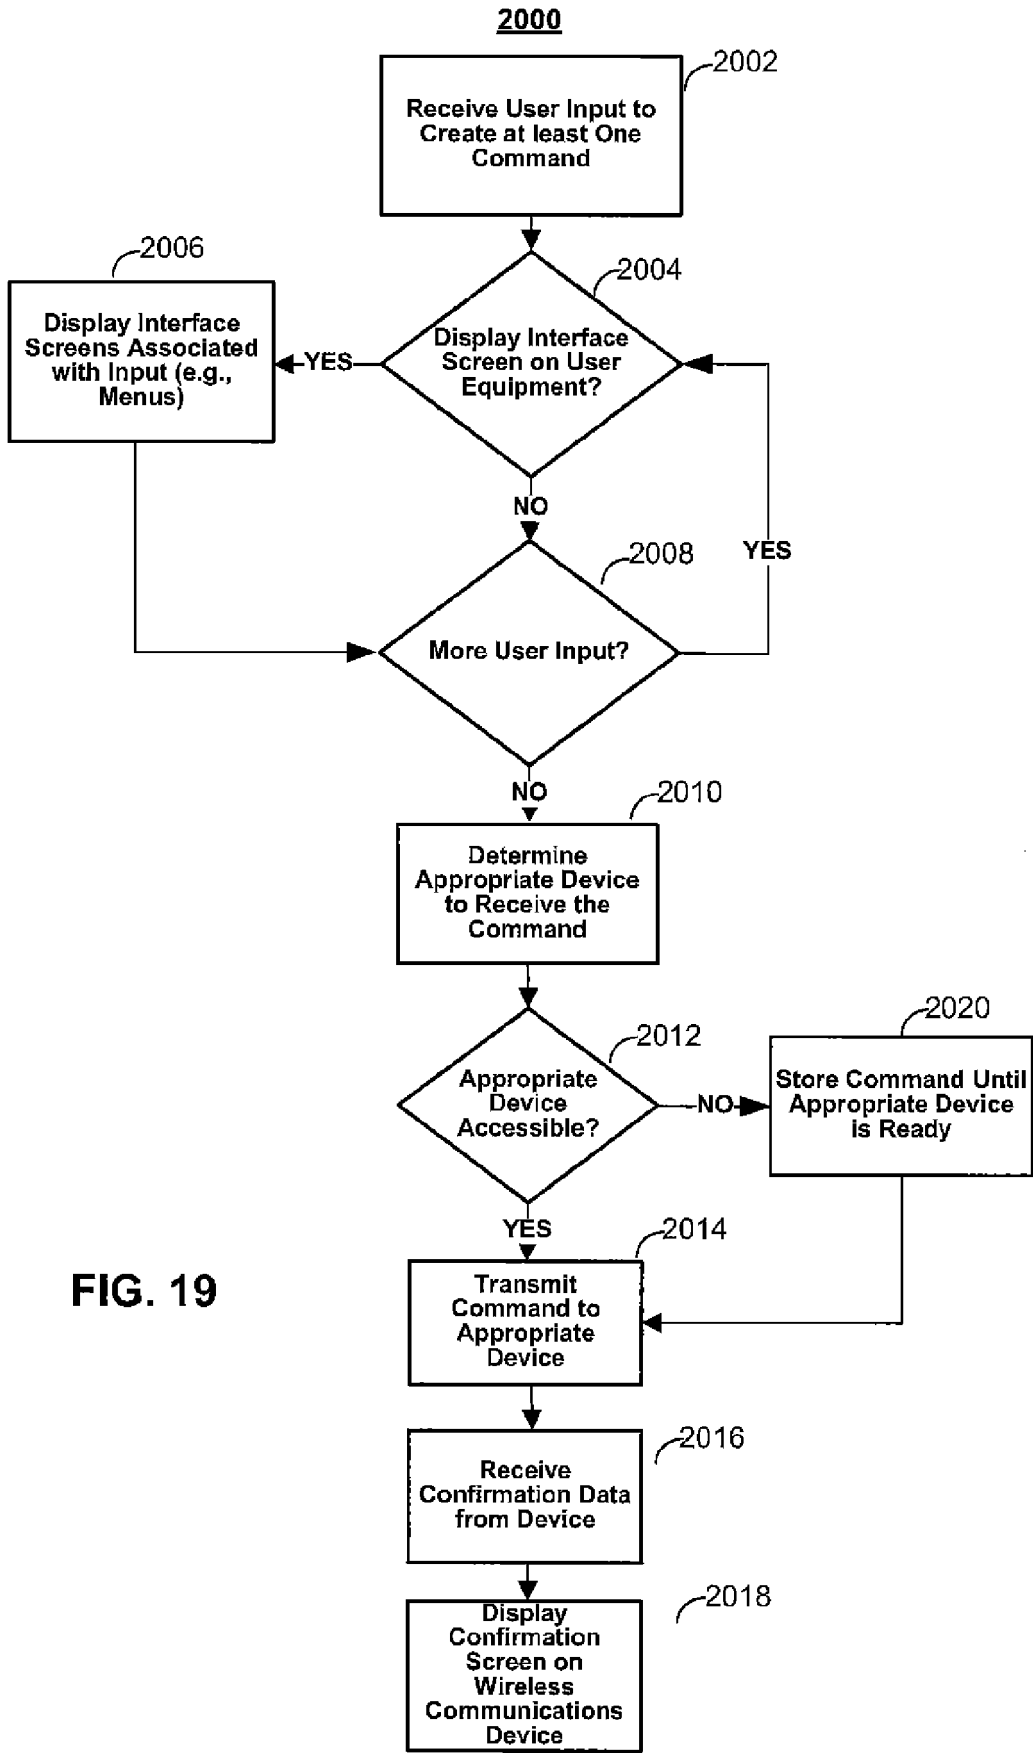 2000
2002
Receive User Input to
Create at least One
Command
2004
Display Interface
Screen on User
Equipment?
2006
Display Interface
Screens Associated
with Input (e.g.,
Menus)
YES
NO
2008
YES
More User Input?
NO
2010
Determine
Appropriate Device
to Receive the
Command
2012
Appropriate
Device
Accessible?
NO
2020
Store Command Until
Appropriate Device
is Ready
YES
2014
Transmit
Command to
Appropriate
Device
FIG. 19
2016
Receive
Confirmation Data
from Device
2018
Display
Confirmation
Screen on
Wireless
Communications
Device